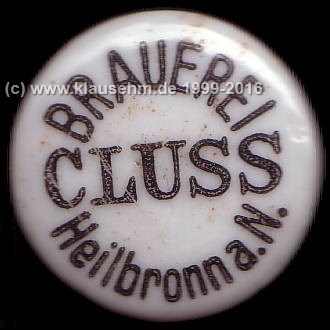 BRAUEREI
(c) www.klausehm.de 1999-2016
CLUSS
Heilbronn a.N.